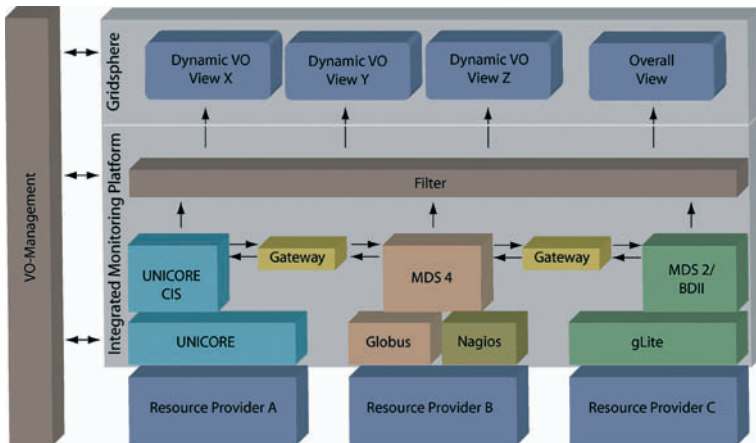 VO-Management
Gridsphere
Dynamic VO
View X
Dynamic VO
View Y
Dynamic VO
View Z
Overall
View
Integrated Monitoring Platform
Filter
UNICORE
CIS
Gateway
MDS 4
Gateway
MDS 2/
BDII
UNICORE
Globus
Nagios
gLite
Resource Provider A
Resource Provider B
Resource Provider C